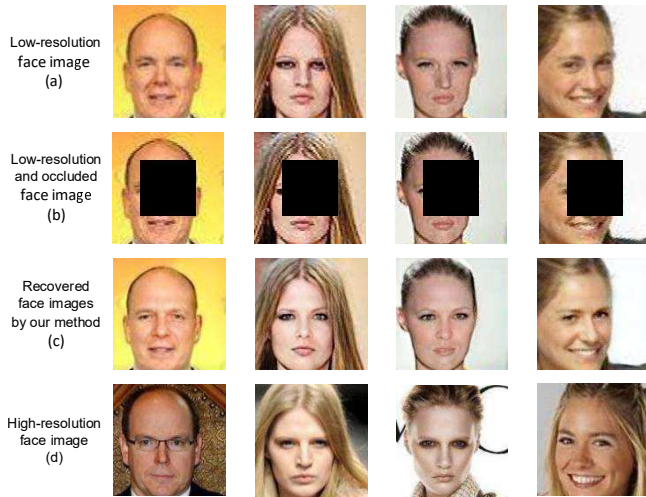 Low-resolution
face image
(a)
Low-resolution
and occluded
face image
(b)
Recovered
face images
by our method
(c)
High-resolution
face image
(d)